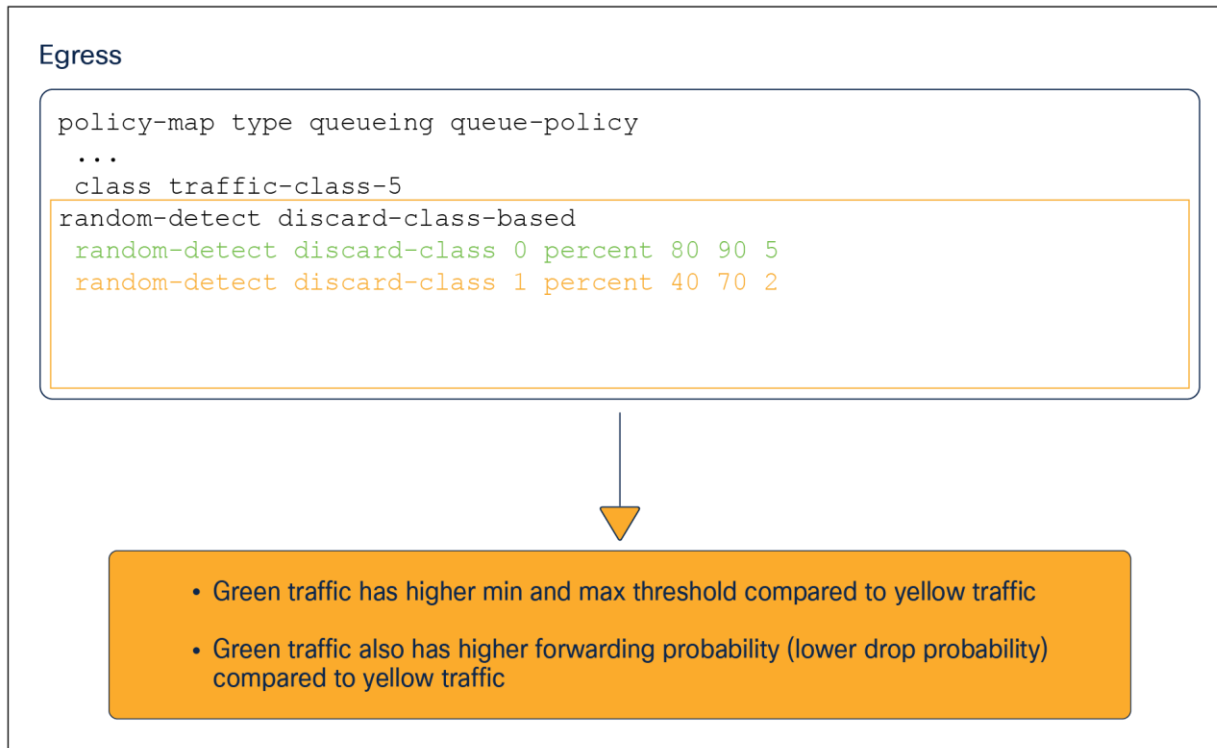 Egress
policy-map type queueing queue-policy
...
class traffic-class-5
random-detect discard-class-based
random-detect discard-class 0 percent 80 90 5
random-detect discard-class 1 percent 40 70 2
• Green traffic has higher min and max threshold compared to yellow traffic
• Green traffic also has higher forwarding probability (lower drop probability)
compared to yellow traffic